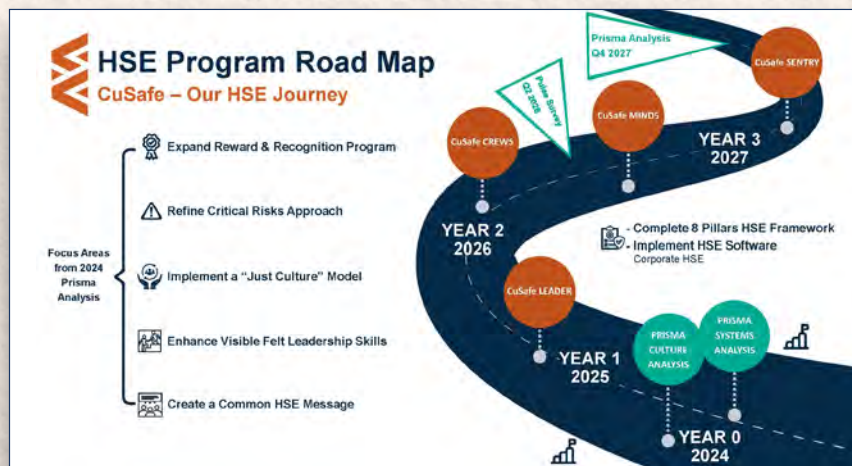 HSE Program Road Map
CuSafe – Our HSE Journey
Focus Areas
from 2024
Prisma
Analysis
Expand Reward & Recognition Program
Refine Critical Risks Approach
Implement a “Just Culture” Model
Enhance Visible Felt Leadership Skills
Create a Common HSE Message
Prisma Analysis
Q4 2027
CuSafe SENTRY
Pulse Survey
Q2 2026
CuSafe MINDS
CuSafe CREWS
YEAR 3
2027
YEAR 2
2026
- Complete 8 Pillars HSE Framework
- Implement HSE Software
Corporate HSE
CuSafe LEADER
YEAR 1
2025
PRISMA
CULTURE
ANALYSIS
PRISMA
SYSTEMS
ANALYSIS
YEAR 0
2024